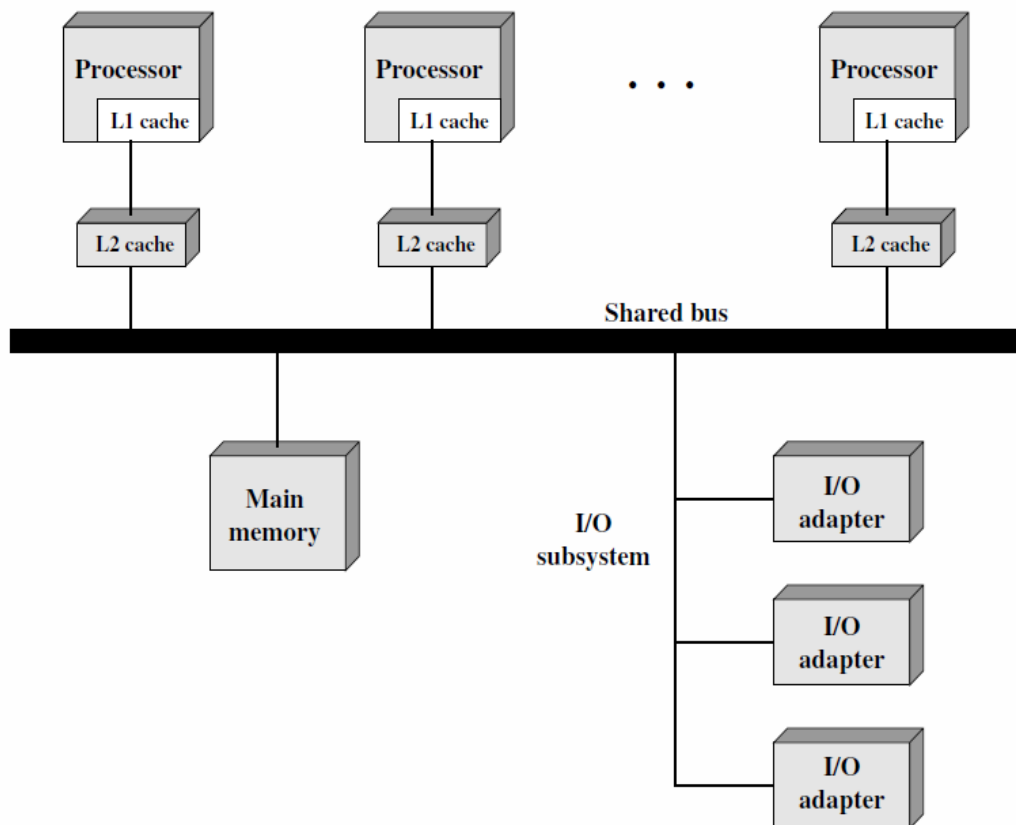 Processor
L1 cache
L2 cache
Processor
L1 cache
L2 cache
. . .
Processor
L1 cache
L2 cache
Shared bus
Main
memory
I/O
subsystem
I/O
adapter
I/O
adapter
I/O
adapter